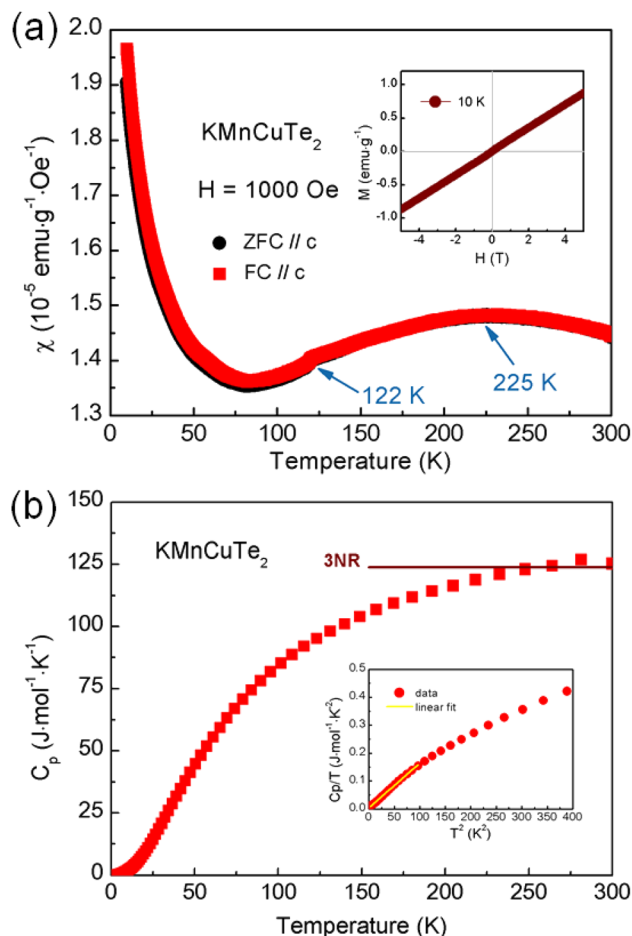 (a)
2.0
1.9
1.8
1.7
1.6
1.5
1.4
1.3
χ (10⁻⁵ emu·g⁻¹·Oe⁻¹)
KMnCuTe₂
H = 1000 Oe
ZFC // c
FC // c
1.0
0.5
0.0
-0.5
-1.0
M (emu·g⁻¹)
10 K
-4 -2 0 2 4
H (T)
122 K
225 K
0 50 100 150 200 250 300
Temperature (K)
(b)
150
125
100
75
50
25
0
C_p (J·mol⁻¹·K⁻¹)
KMnCuTe₂
3NR
0.5
0.4
0.3
0.2
0.1
0.0
Cp/T (J·mol⁻¹·K⁻²)
data
linear fit
0 50 100 150 200 250 300 350 400
T² (K²)
0 50 100 150 200 250 300
Temperature (K)